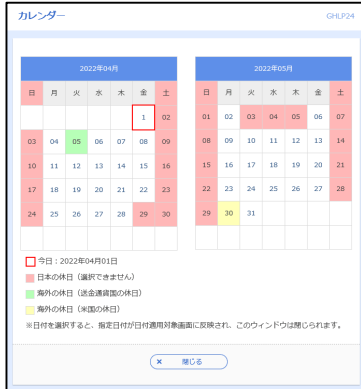 カレンダー
GHLP24
2022年04月
2022年05月
日 月 火 水 木 金 土
日 月 火 水 木 金 土
1 02
01 02 03 04 05 06 07
03 04 05 06 07 08 09
08 09 10 11 12 13 14
10 11 12 13 14 15 16
15 16 17 18 19 20 21
17 18 19 20 21 22 23
22 23 24 25 26 27 28
24 25 26 27 28 29 30
29 30 31
今日：2022年04月01日
日本の休日（選択できません）
海外の休日（送金通貨国の休日）
海外の休日（米国の休日）
※日付を選択すると、指定日付が日付適用対象画面に反映され、このウィンドウは閉じられます。
× 閉じる